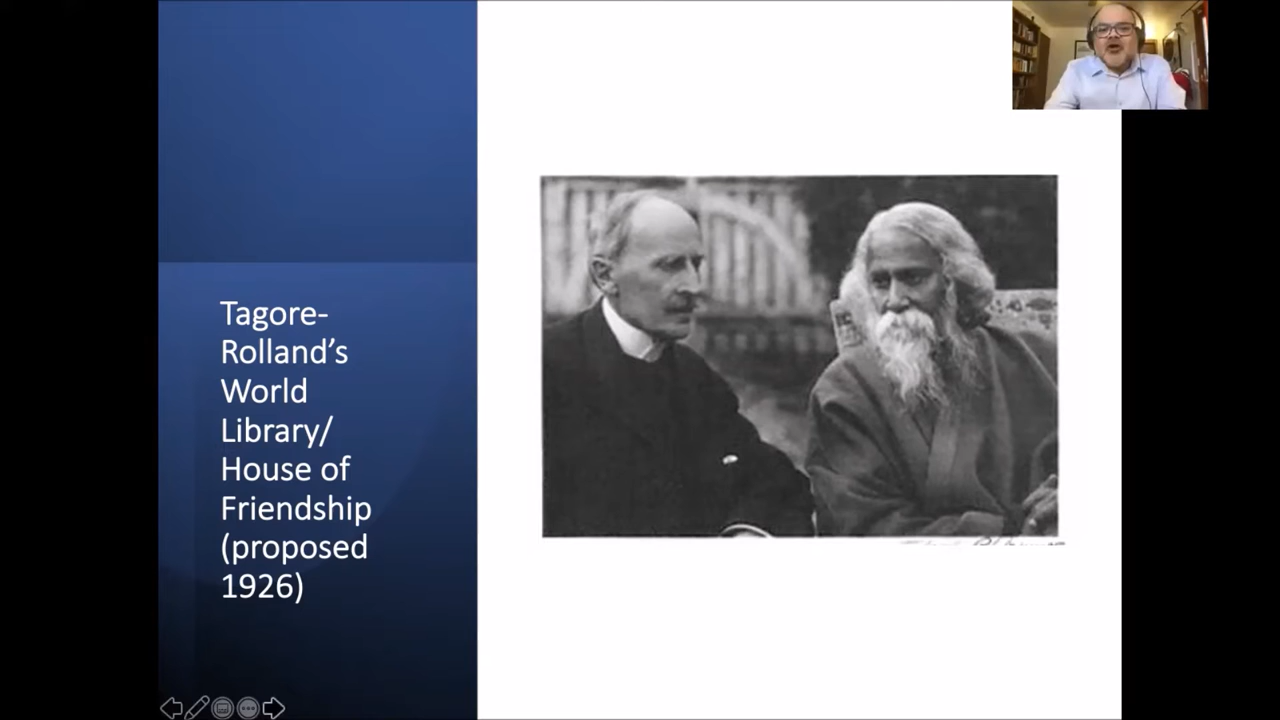 Tagore-
Rolland's
World
Library/
House of
Friendship
(proposed
1926)